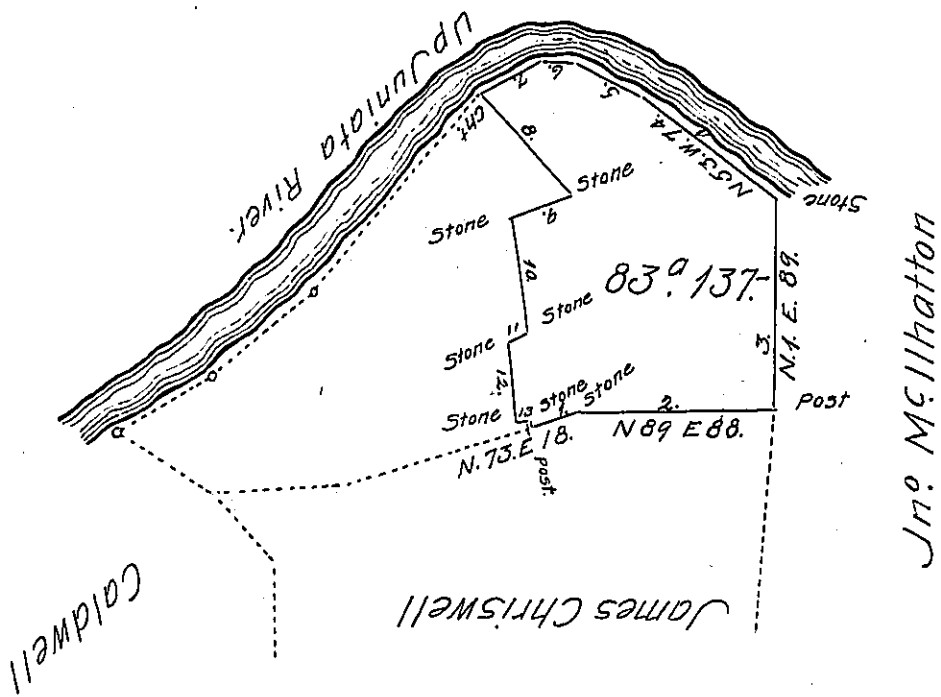 Up Juniata River.
7.
6.
5.
4
N 53. W. 74.
Cht.
8
Stone
Stone
Stone
9.
Jnº McIlhatton
10
83.ª 137.-
N.1. E. 89.
3.
Stone
Stone
11
12.
Stone
13
Stone
Stone
1.
2.
Post
N 89 E 88.
N. 73. E 18.
Post.
James Chriswell
Caldwell